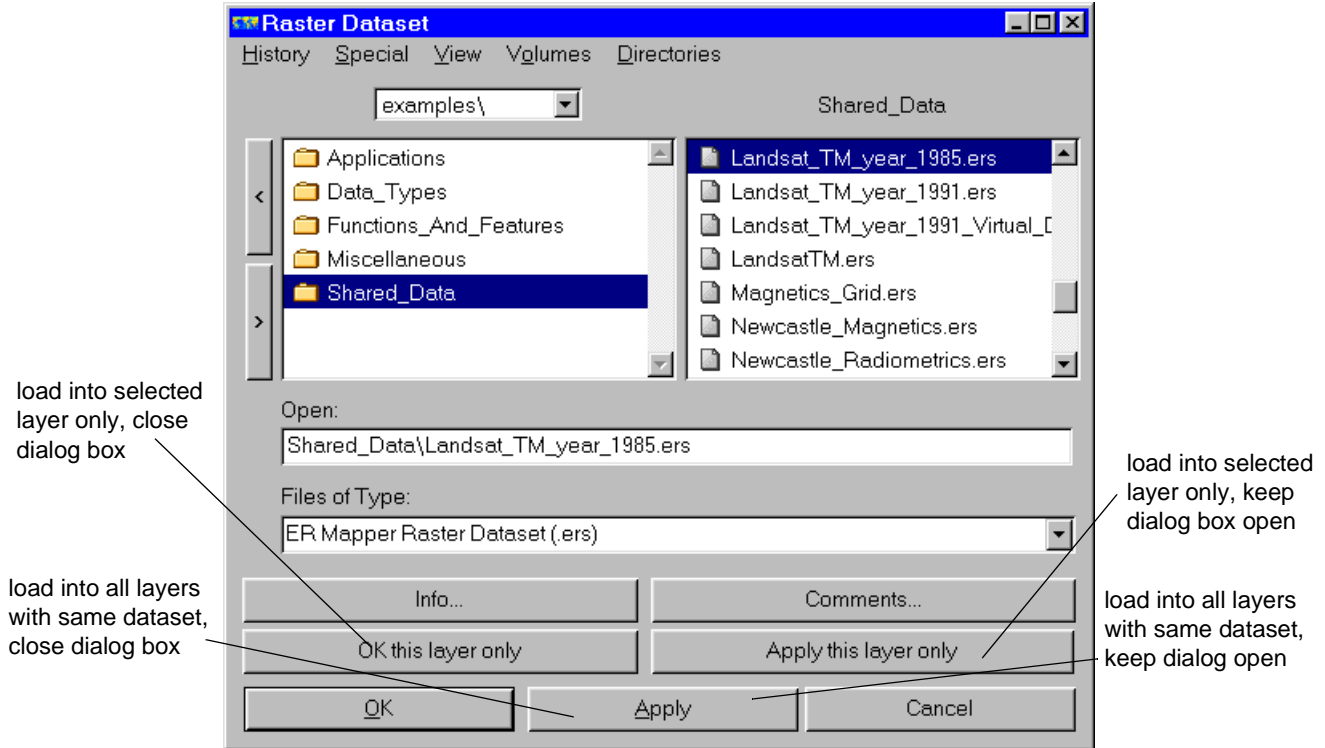 Raster Dataset
History Special View Volumes Directories
examples\
Shared_Data
<
>
Applications
Data_Types
Functions_And_Features
Miscellaneous
Shared_Data
Landsat_TM_year_1985.ers
Landsat_TM_year_1991.ers
Landsat_TM_year_1991_Virtual_D
LandsatTM.ers
Magnetics_Grid.ers
Newcastle_Magnetics.ers
Newcastle_Radiometrics.ers
Open:
Shared_Data\Landsat_TM_year_1985.ers
Files of Type:
ER Mapper Raster Dataset (.ers)
Info...
Comments...
OK this layer only
Apply this layer only
OK
Apply
Cancel
load into selected
layer only, close
dialog box
load into all layers
with same dataset,
close dialog box
load into selected
layer only, keep
dialog box open
load into all layers
with same dataset,
keep dialog open